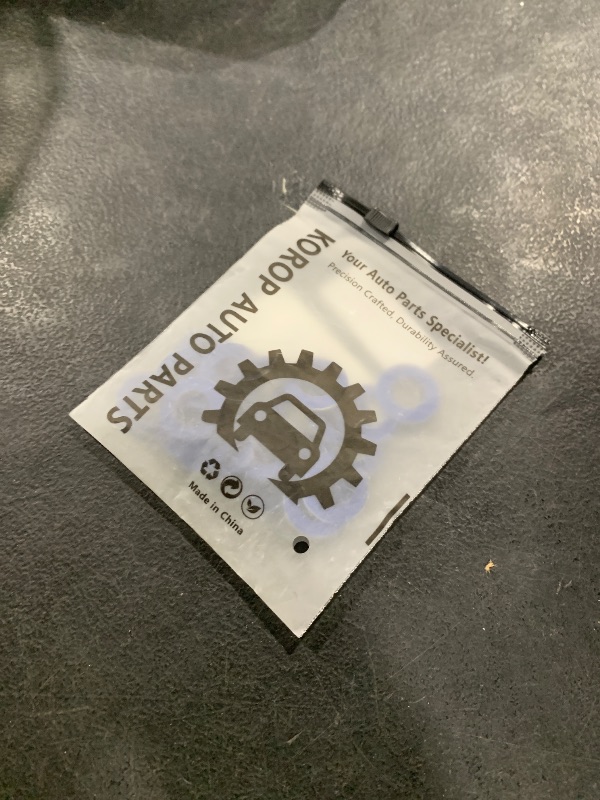 KOROP AUTO PARTS
Your Auto Parts Specialist!
Precision Crafted, Durability Assured.
Made in China